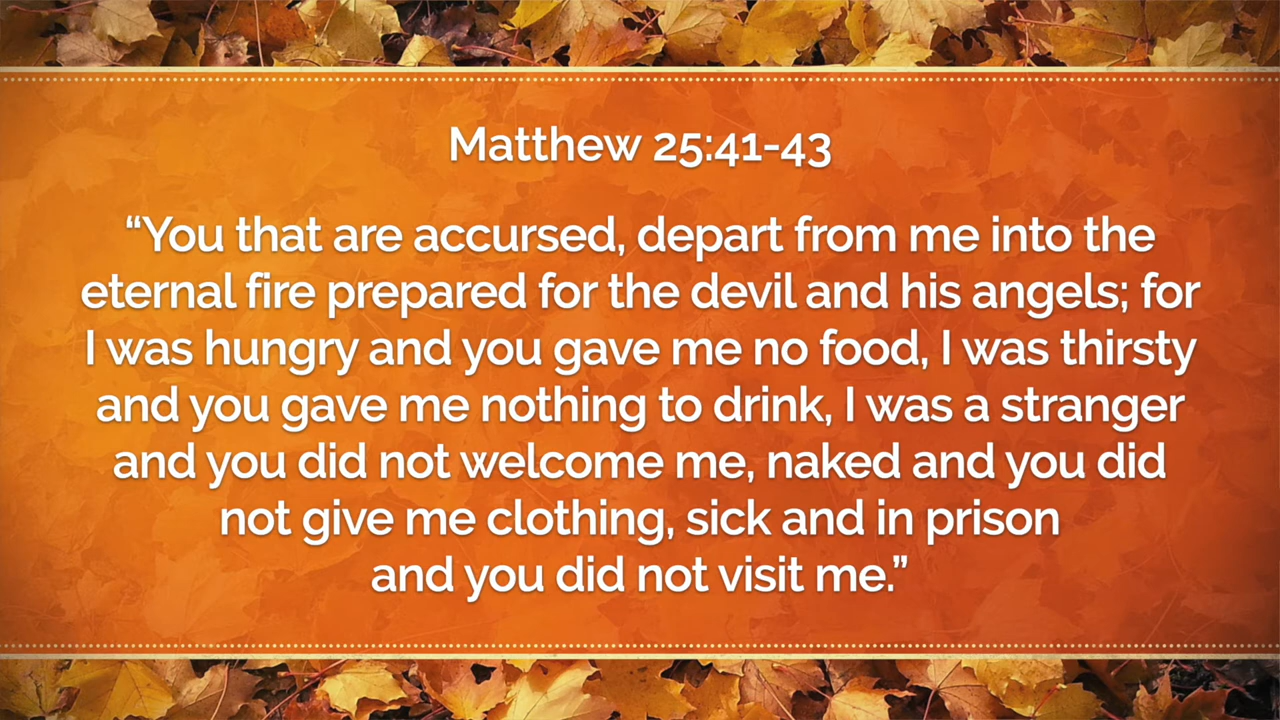 Matthew 25:41-43
“You that are accursed, depart from me into the
eternal fire prepared for the devil and his angels; for
I was hungry and you gave me no food, I was thirsty
and you gave me nothing to drink, I was a stranger
and you did not welcome me, naked and you did
not give me clothing, sick and in prison
and you did not visit me.”